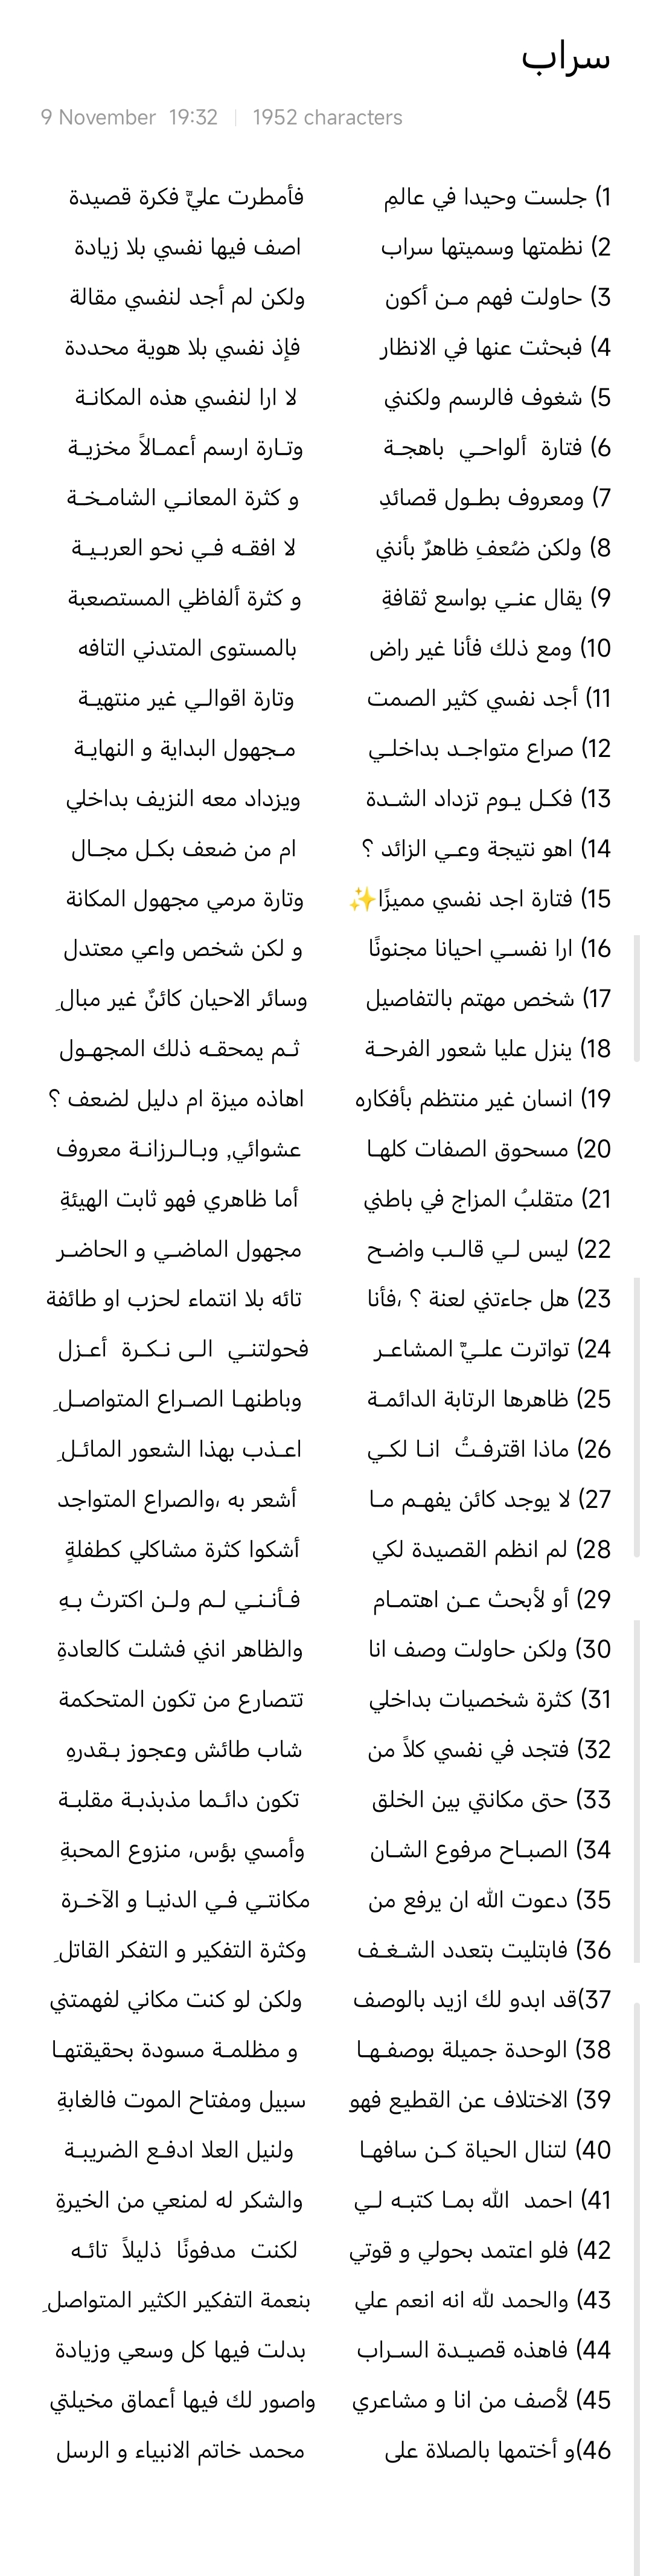 سراب
9 November 19:32 | 1952 characters
1) جلست وحيدا في عالمِ فأمطرت عليَّ فكرة قصيدة
2) نظمتها وسميتها سراب اصف فيها نفسي بلا زيادة
3) حاولت فهم مـن أكون ولكن لم أجد لنفسي مقالة
4) فبحثت عنها في الانظار فإذ نفسي بلا هوية محددة
5) شغوف فالرسم ولكنني لا ارا لنفسي هذه المكانـة
6) فتارة ألواحـي باهجـة وتـارة ارسم أعمـالاً مخزيـة
7) ومعروف بطـول قصائدِ و كثرة المعانـي الشامـخـة
8) ولكن ضُعفِ ظاهرٌ بأنني لا افقـه فـي نحو العربـيـة
9) يقال عنـي بواسع ثقافةِ و كثرة ألفاظي المستصعبة
10) ومع ذلك فأنا غير راض بالمستوى المتدني التافه
11) أجد نفسي كثير الصمت وتارة اقوالـي غير منتهيـة
12) صراع متواجـد بداخلـي مـجهول البداية و النهايـة
13) فكـل يـوم تزداد الشـدة ويزداد معه النزيف بداخلي
14) اهو نتيجة وعـي الزائد ؟ ام من ضعف بكـل مجـال
15) فتارة اجد نفسي مميزًا✨ وتارة مرمي مجهول المكانة
16) ارا نفسـي احيانا مجنونًا و لكن شخص واعي معتدل
17) شخص مهتم بالتفاصيل وسائر الاحيان كائنٌ غير مبالِ
18) ينزل عليا شعور الفرحـة ثـم يمحقـه ذلك المجهـول
19) انسان غير منتظم بأفكاره اهاذه ميزة ام دليل لضعف ؟
20) مسحوق الصفات كلهـا عشوائي, وبـالـرزانـة معروف
21) متقلبُ المزاج في باطني أما ظاهري فهو ثابت الهيئةِ
22) ليس لـي قالـب واضـح مجهول الماضـي و الحاضـر
23) هل جاءتني لعنة ؟ ،فأنا تائه بلا انتماء لحزب او طائفة
24) تواترت علـيَّ المشاعـر فحولتنـي الـى نـكـرة أعـزل
25) ظاهرها الرتابة الدائمـة وباطنهـا الصـراع المتواصـلِ
26) ماذا اقترفـتُ انـا لكـي اعـذب بهذا الشعور المائـلِ
27) لا يوجد كائن يفهـم مـا أشعر به ،والصراع المتواجد
28) لم انظم القصيدة لكي أشكوا كثرة مشاكلي كطفلةٍ
29) أو لأبحث عـن اهتمـام فـأنـنـي لـم ولـن اكترث بـهِ
30) ولكن حاولت وصف انا والظاهر انني فشلت كالعادةِ
31) كثرة شخصيات بداخلي تتصارع من تكون المتحكمة
32) فتجد في نفسي كلاً من شاب طائش وعجوز بـقدرهِ
33) حتى مكانتي بين الخلق تكون دائـما مذبذبـة مقلبـة
34) الصبـاح مرفوع الشـان وأمسي بؤس، منزوع المحبةِ
35) دعوت الله ان يرفع من مكانتـي فـي الدنيـا و الآخـرة
36) فابتليت بتعدد الشـغـف وكثرة التفكير و التفكر القاتلِ
37)قد ابدو لك ازيد بالوصف ولكن لو كنت مكاني لفهمتني
38) الوحدة جميلة بوصفـهـا و مظلمـة مسودة بحقيقتهـا
39) الاختلاف عن القطيع فهو سبيل ومفتاح الموت فالغابةِ
40) لتنال الحياة كـن سافهـا ولنيل العلا ادفـع الضريبـة
41) احمد الله بمـا كتبـه لـي والشكر له لمنعي من الخيرةِ
42) فلو اعتمد بحولي و قوتي لكنت مدفونًا ذليلاً تائـه
43) والحمد لله انه انعم علي بنعمة التفكير الكثير المتواصلِ
44) فاهذه قصيـدة السـراب بدلت فيها كل وسعي وزيادة
45) لأصف من انا و مشاعري واصور لك فيها أعماق مخيلتي
46)و أختمها بالصلاة على محمد خاتم الانبياء و الرسل